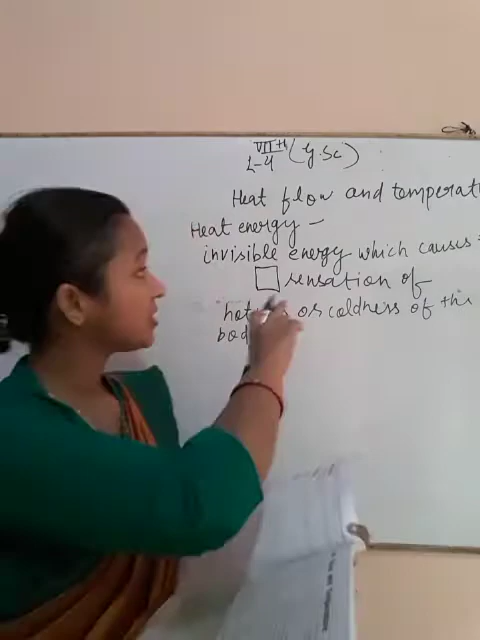 VII th
L-4 (G.Sc)
Heat flow and temperat
Heat energy –
invisible energy which causes
sensation of
hot or coldness of the
bod